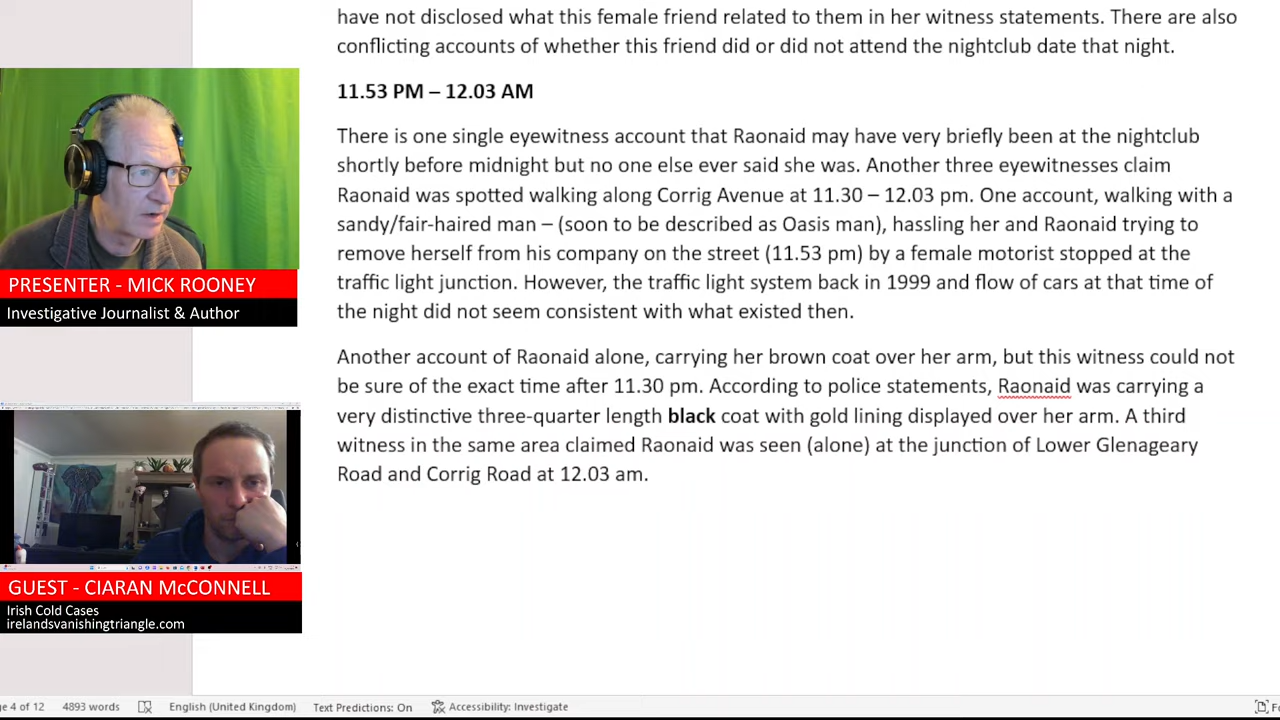 have not disclosed what this female friend related to them in her witness statements. There are also
conflicting accounts of whether this friend did or did not attend the nightclub date that night.
11.53 PM – 12.03 AM
There is one single eyewitness account that Raonaid may have very briefly been at the nightclub
shortly before midnight but no one else ever said she was. Another three eyewitnesses claim
Raonaid was spotted walking along Corrig Avenue at 11.30 – 12.03 pm. One account, walking with a
sandy/fair-haired man – (soon to be described as Oasis man), hassling her and Raonaid trying to
remove herself from his company on the street (11.53 pm) by a female motorist stopped at the
traffic light junction. However, the traffic light system back in 1999 and flow of cars at that time of
the night did not seem consistent with what existed then.
Another account of Raonaid alone, carrying her brown coat over her arm, but this witness could not
be sure of the exact time after 11.30 pm. According to police statements, Raonaid was carrying a
very distinctive three-quarter length black coat with gold lining displayed over her arm. A third
witness in the same area claimed Raonaid was seen (alone) at the junction of Lower Glenageary
Road and Corrig Road at 12.03 am.
PRESENTER - MICK ROONEY
Investigative Journalist & Author
GUEST - CIARAN McCONNELL
Irish Cold Cases
irelandsvanishingtriangle.com
ge 4 of 12 4893 words English (United Kingdom) Text Predictions: On Accessibility: Investigate